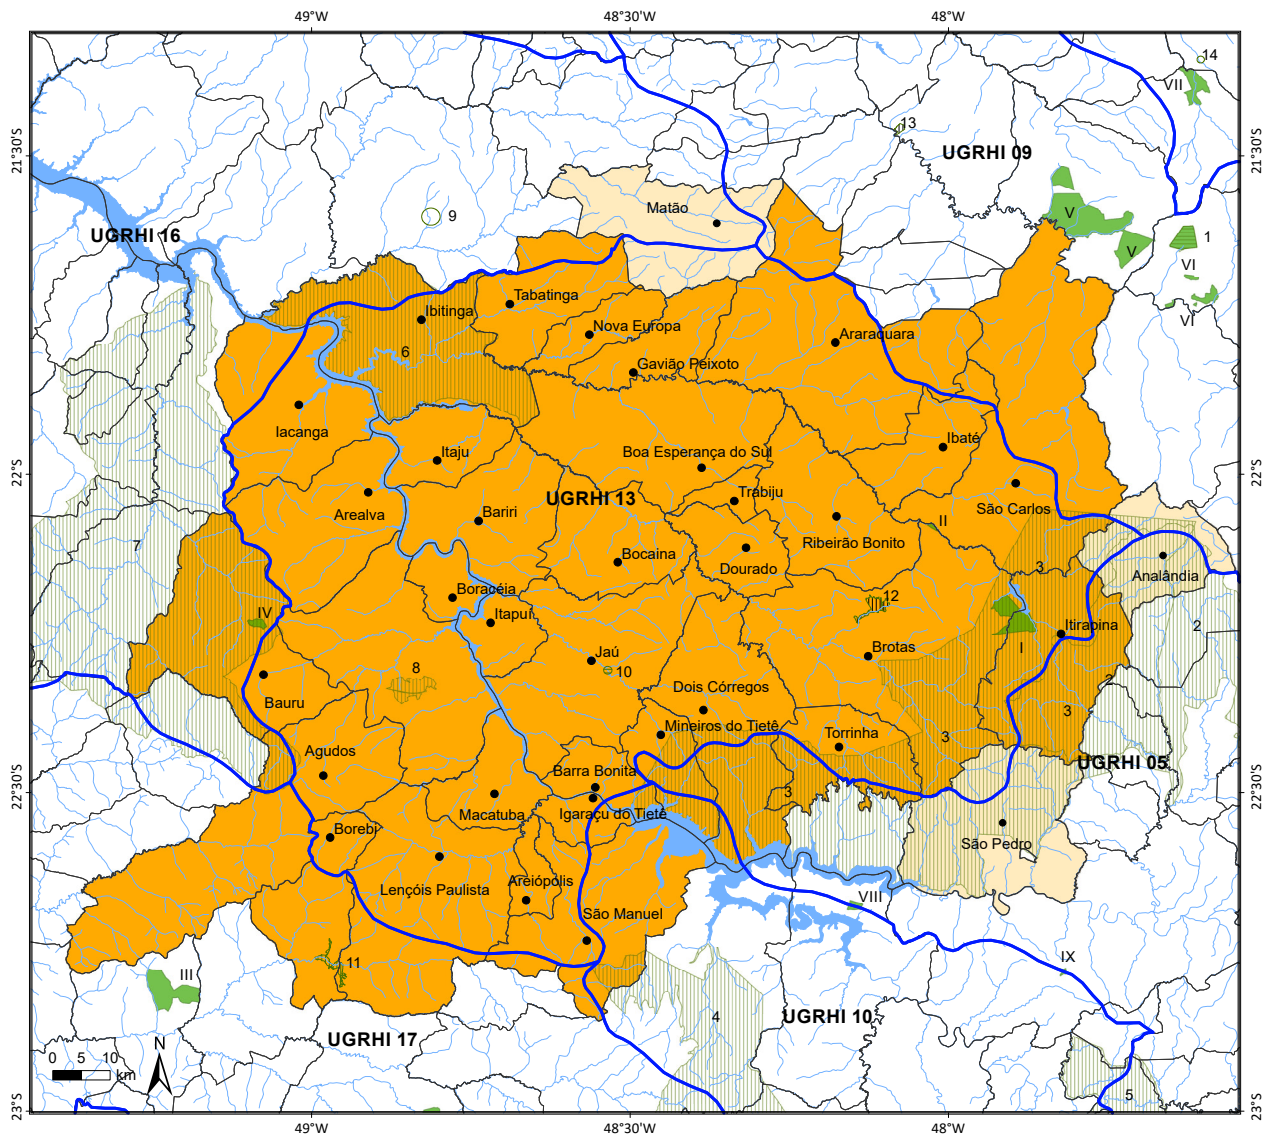 49°W 48°30'W 48°W
14
VII
13
21°30'S
UGRHI 09
21°30'S
Matão
9
V
UGRHI 16
V
1
VI
Tabatinga
Ibitinga
VI
Nova Europa
Araraquara
6
Gavião Peixoto
Iacanga
Ibaté
Itaju
Boa Esperança do Sul
22°S
22°S
UGRHI 13
Trabiju
Arealva
Bariri
São Carlos
II
7
Bocaina
Ribeirão Bonito
Dourado
3
Analândia
Boracéia
12
IV
Itapuí
Itirapina
2
Jaú
Brotas
I
8
10
Dois Córregos
2
Bauru
3
Mineiros do Tietê
Torrinha
3
Agudos
UGRHI 05
Barra Bonita
22°30'S
3
22°30'S
Macatuba
Igaraçu do Tietê
Borebi
São Pedro
Lençóis Paulista
Areiópolis
VIII
São Manuel
11
IX
III
4
UGRHI 10
UGRHI 17
N
0 5 10
km
5
23°S
23°S
49°W 48°30'W 48°W